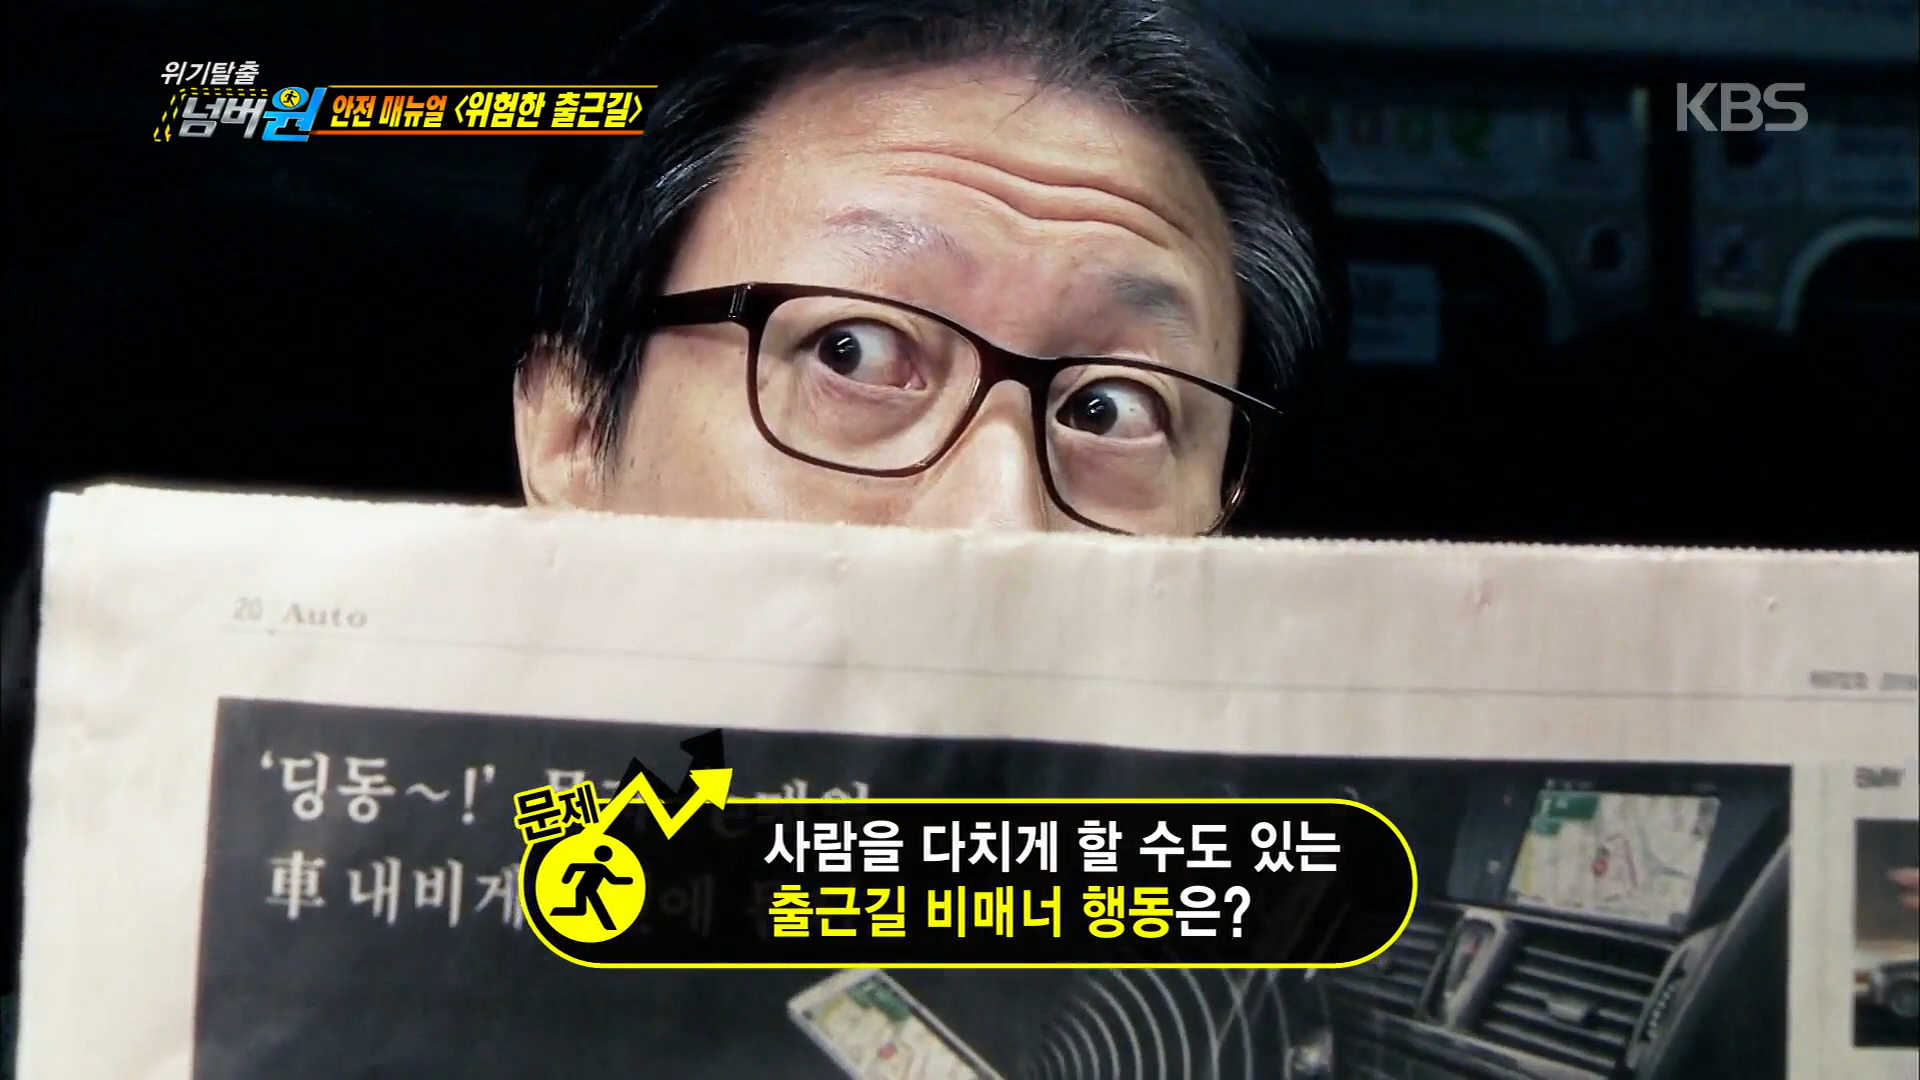 위기탈출
넘버원 안전 매뉴얼 <위험한 출근길>
KBS
20 Auto
'딩동~!'
車 내비게
BMW
문제
사람을 다치게 할 수도 있는
출근길 비매너 행동은?